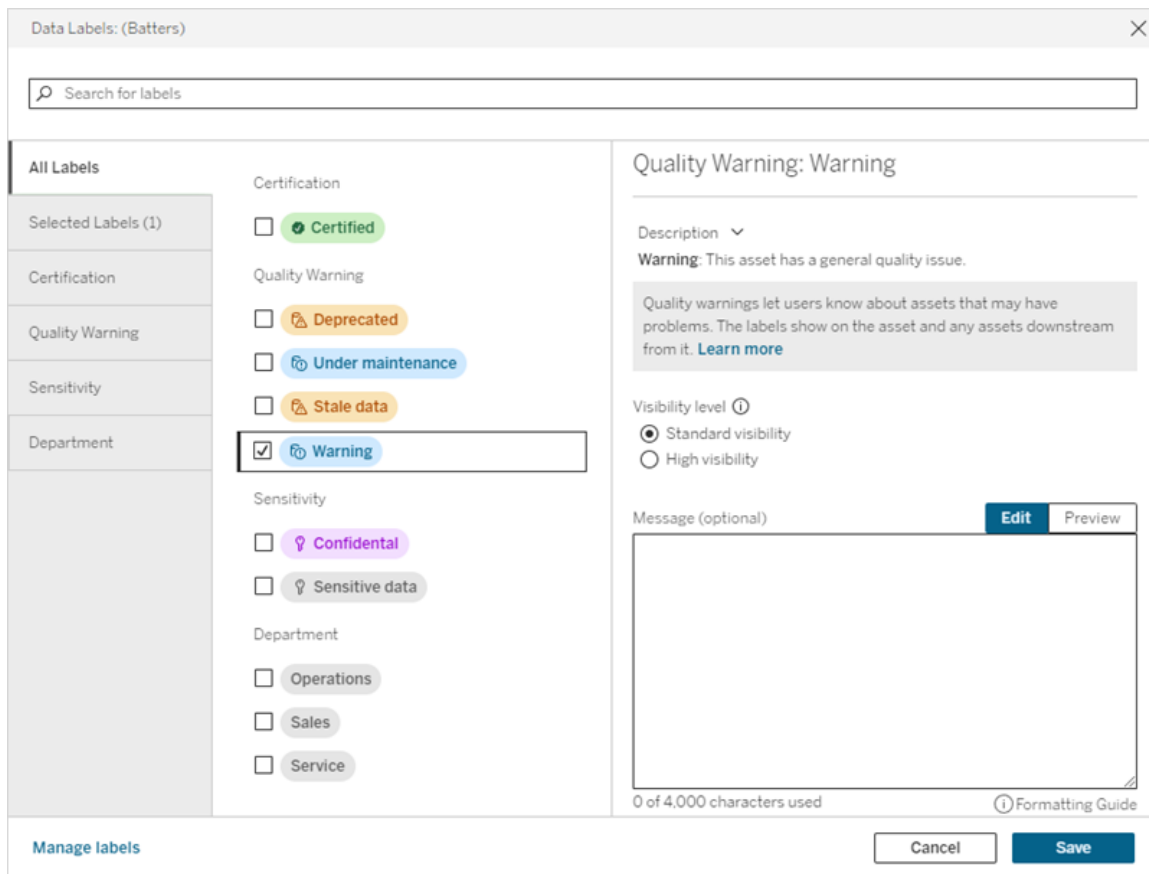 Data Labels: (Batters)
Search for labels
All Labels
Selected Labels (1)
Certification
Quality Warning
Sensitivity
Department
Certification
Certified
Quality Warning
Deprecated
Under maintenance
Stale data
Warning
Sensitivity
Confidental
Sensitive data
Department
Operations
Sales
Service
Quality Warning: Warning
Description
Warning: This asset has a general quality issue.
Quality warnings let users know about assets that may have
problems. The labels show on the asset and any assets downstream
from it. Learn more
Visibility level
Standard visibility
High visibility
Message (optional)
Edit
Preview
0 of 4,000 characters used
Formatting Guide
Manage labels
Cancel
Save